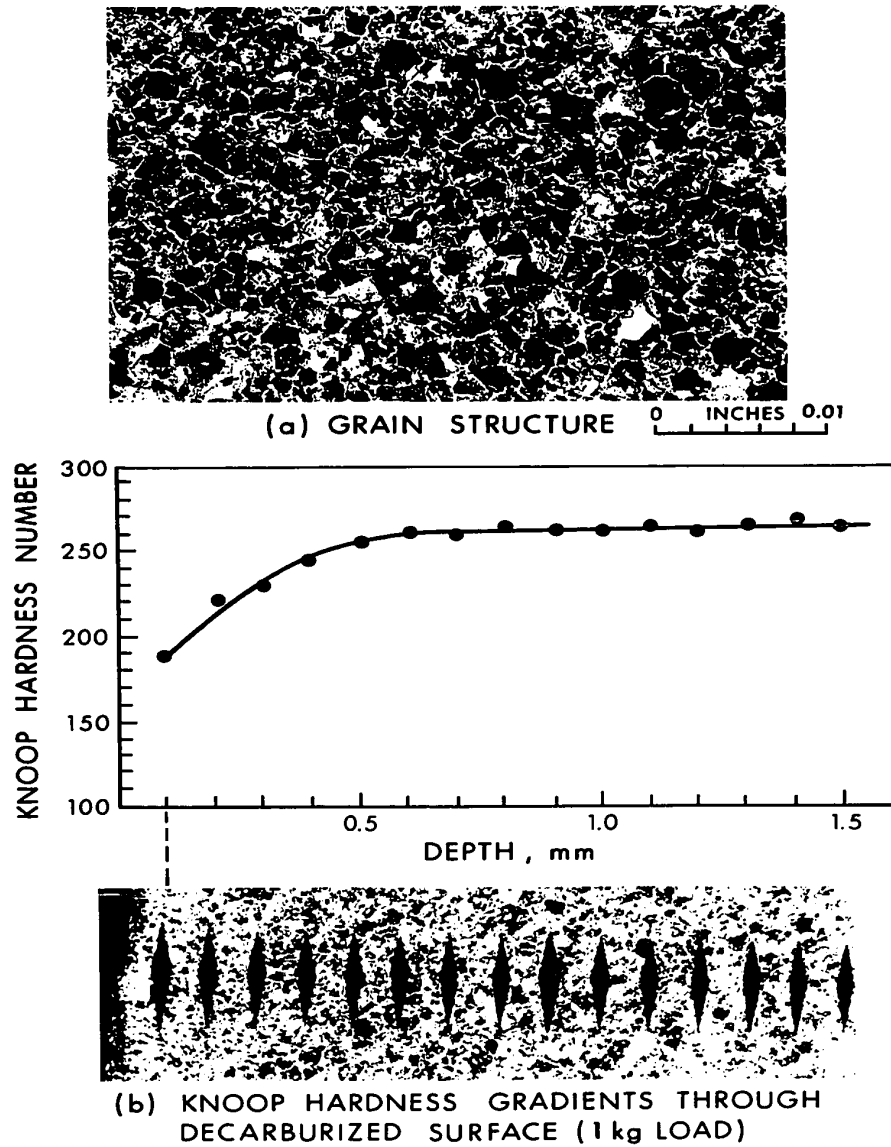 (a) GRAIN STRUCTURE
0 INCHES 0.01
KNOOP HARDNESS NUMBER
300
250
200
150
100
0.5 1.0 1.5
DEPTH, mm
(b) KNOOP HARDNESS GRADIENTS THROUGH
DECARBURIZED SURFACE (1 kg LOAD)